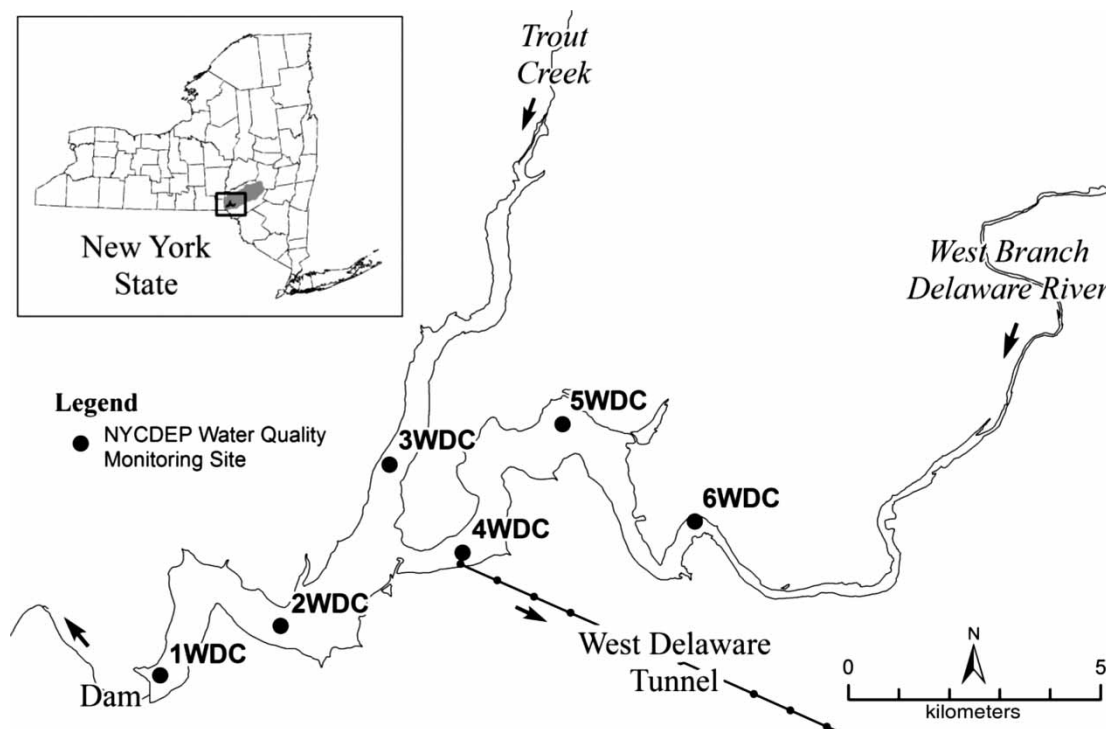 New York
State
Trout
Creek
West Branch
Delaware River
Legend
NYCDEP Water Quality
Monitoring Site
5WDC
3WDC
6WDC
4WDC
2WDC
1WDC
Dam
West Delaware
Tunnel
N
0 5
kilometers